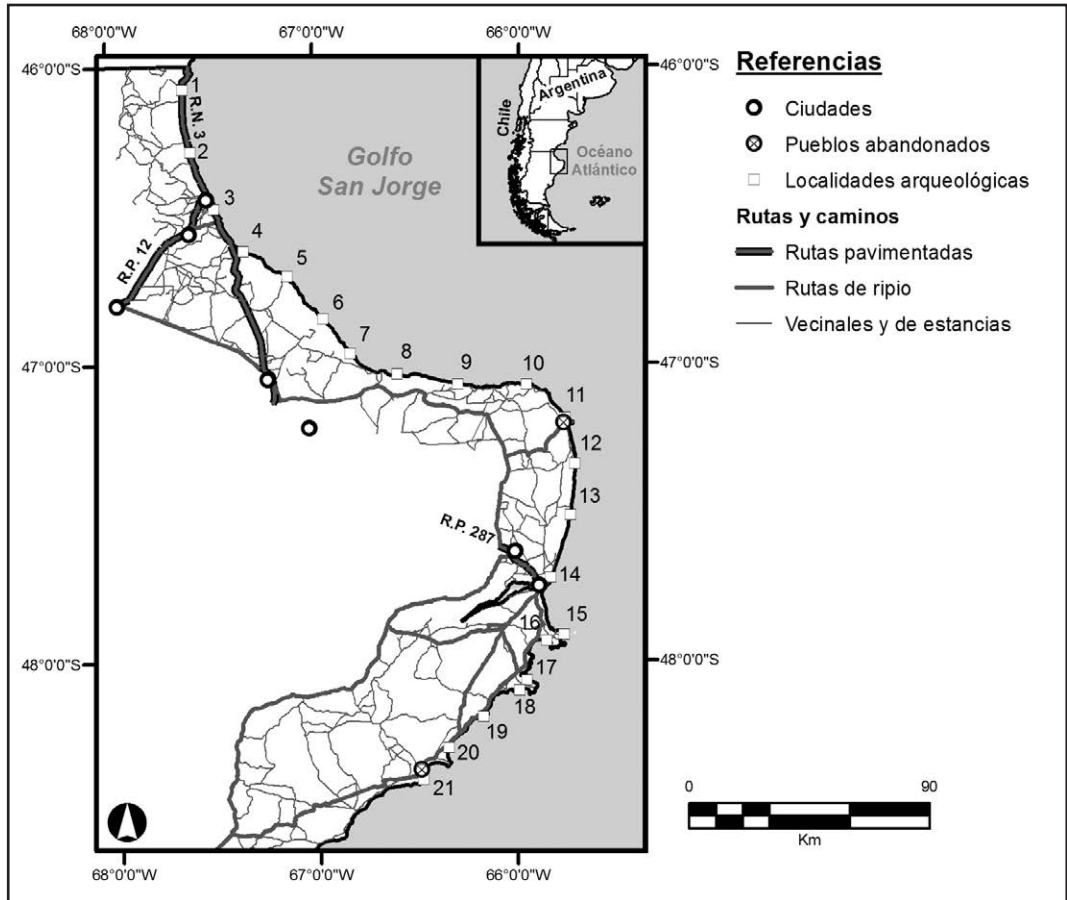 68°0'0"W
67°0'0"W
66°0'0"W
46°0'0"S
46°0'0"S
1
R.N. 3
2
3
R.P. 12
4
5
6
7
8
9
10
11
12
13
Golfo
San Jorge
Argentina
Chile
Océano
Atlántico
47°0'0"S
47°0'0"S
R.P. 287
14
15
16
17
18
19
20
21
48°0'0"S
48°0'0"S
68°0'0"W
67°0'0"W
66°0'0"W
Referencias
Ciudades
Pueblos abandonados
Localidades arqueológicas
Rutas y caminos
Rutas pavimentadas
Rutas de ripio
Vecinales y de estancias
0
90
Km